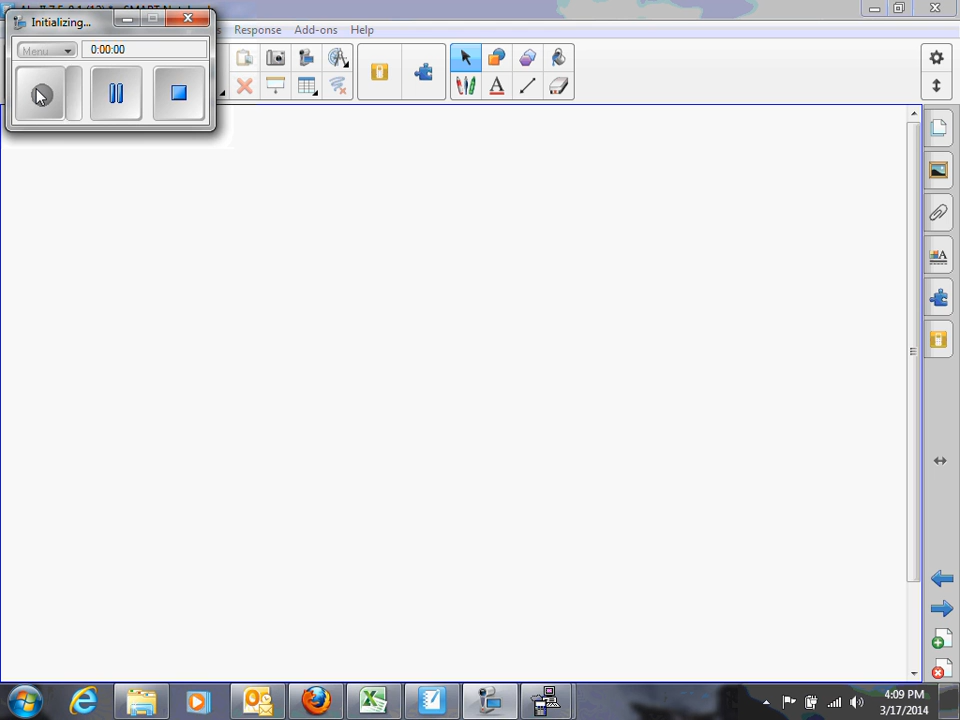 Initializing...
Response Add-ons Help
Menu 0:00:00
4:09 PM
3/17/2014